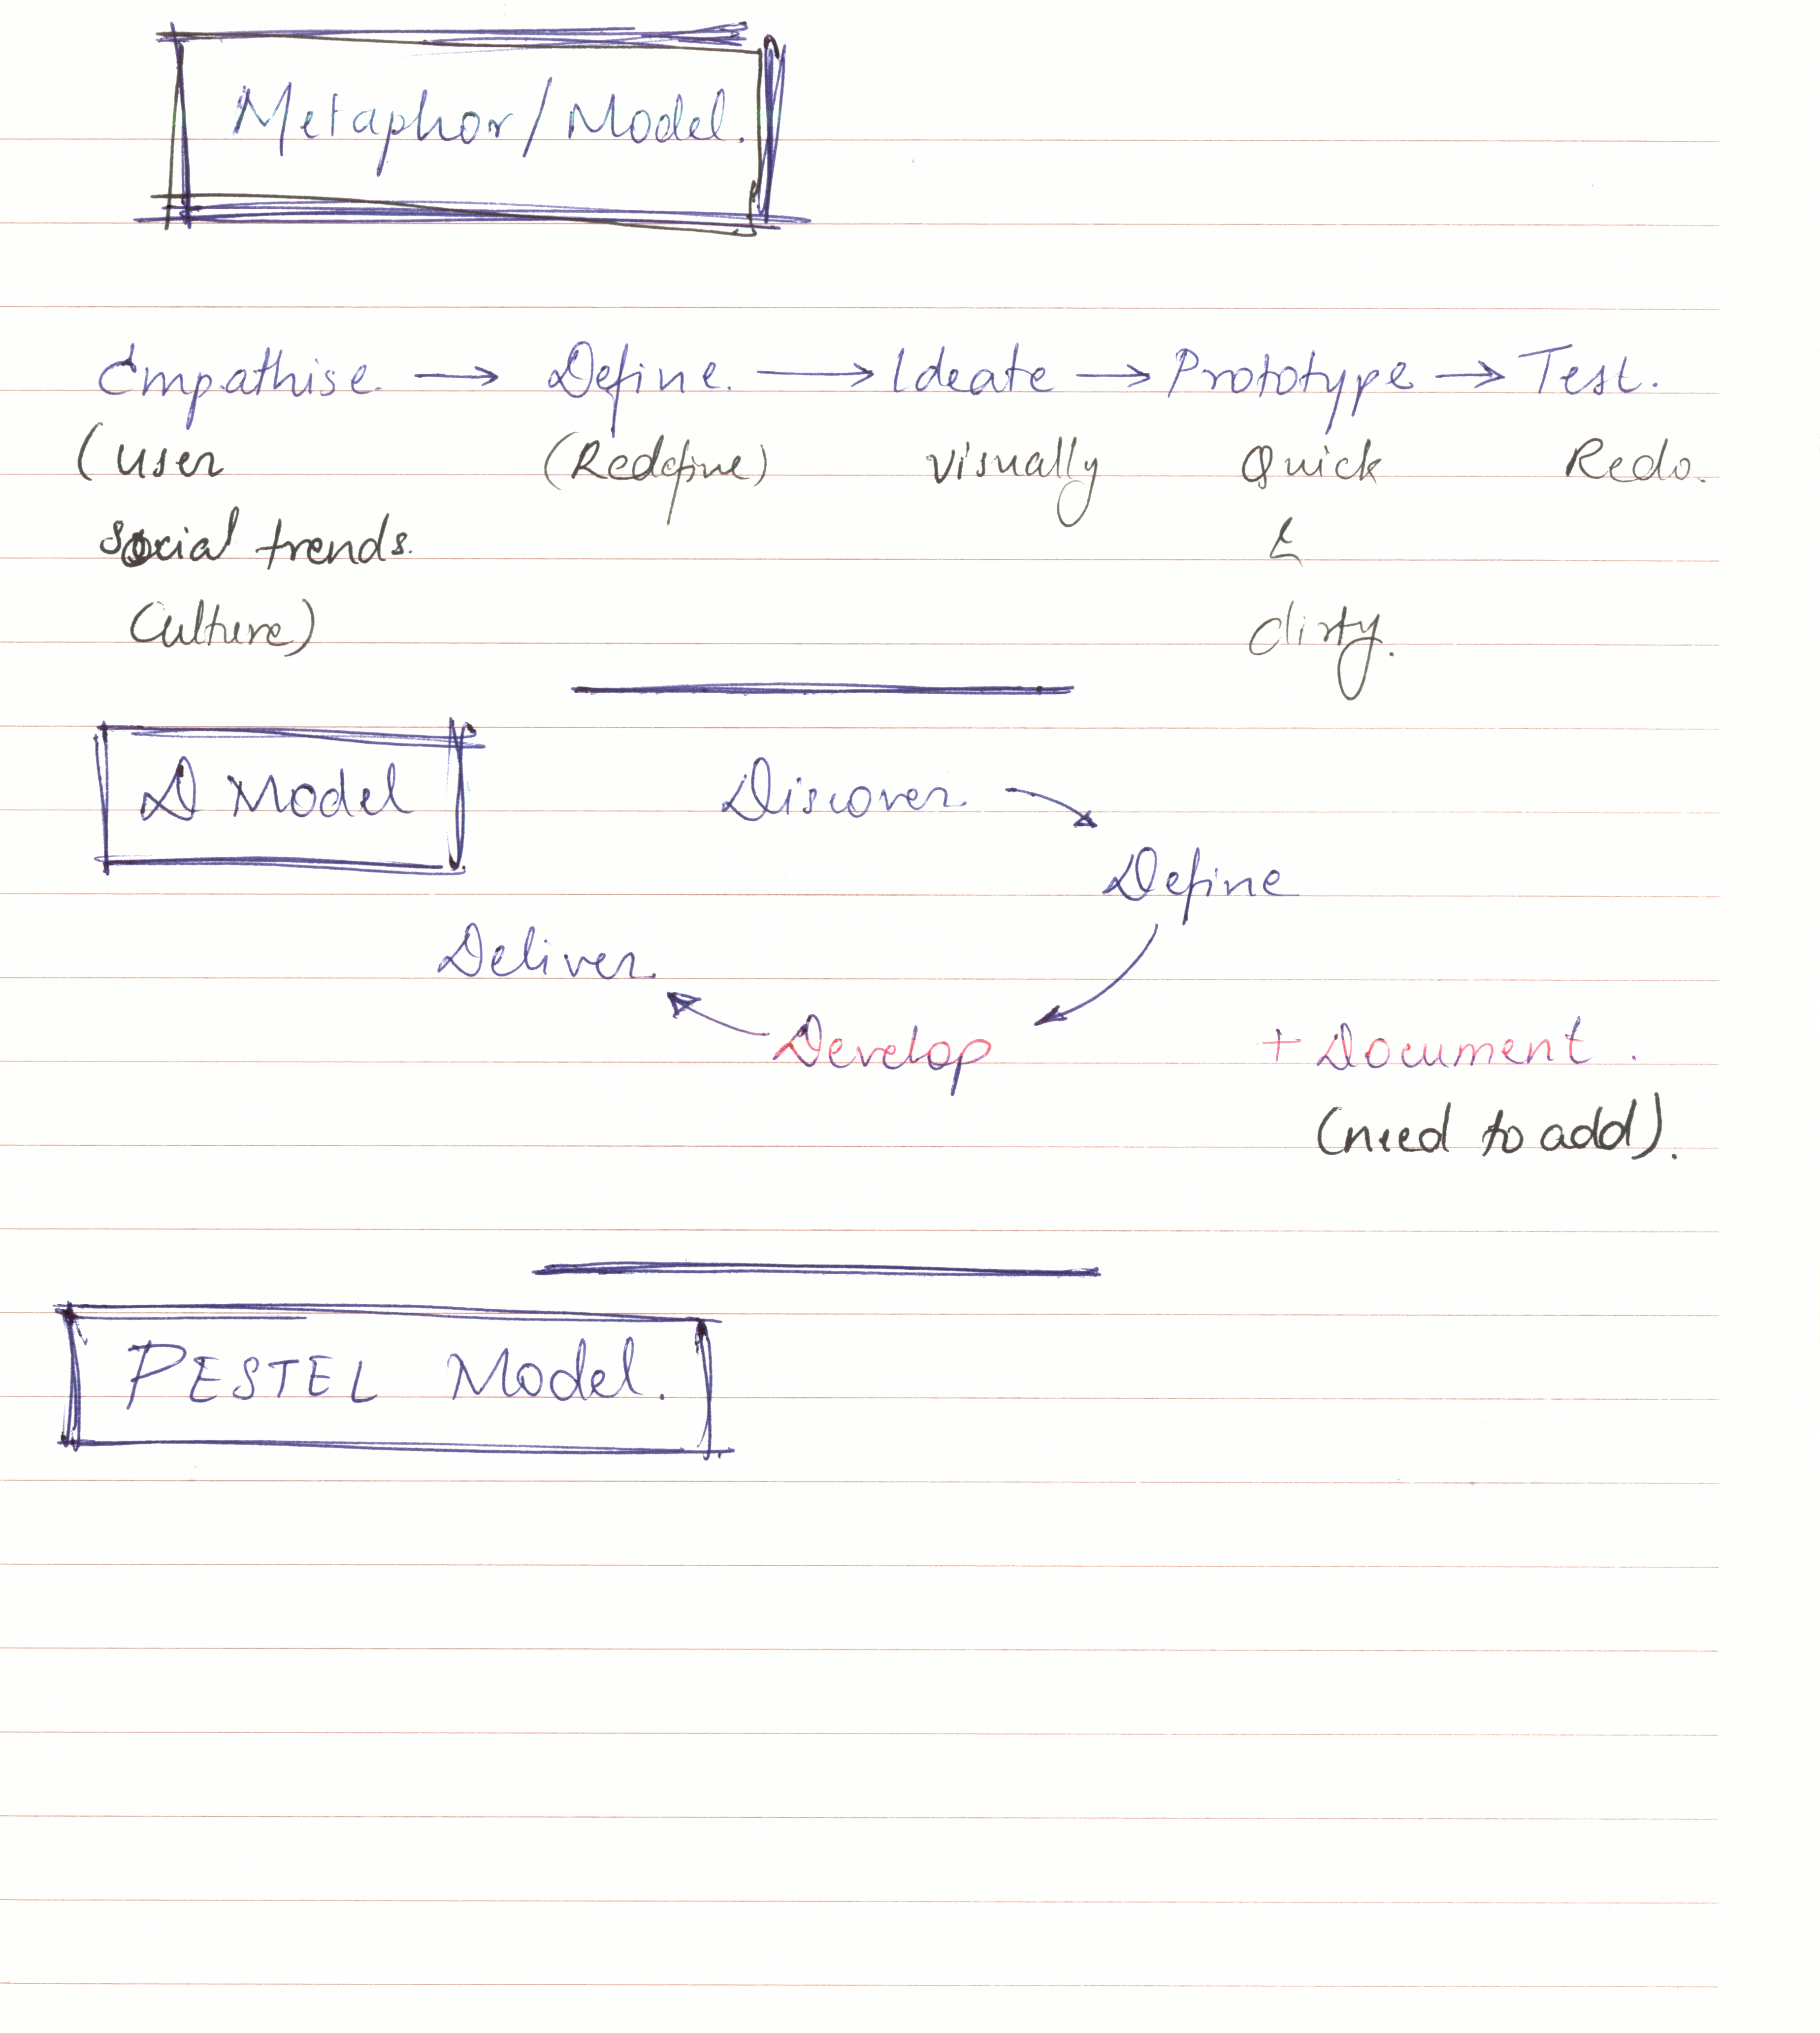 Metaphor/Model.
Empathise. → Define. → Ideate → Prototype → Test.
(user (Redefine) visually Quick Redo.
social trends. &
Culture) dirty.
D Model Discover
Define
Deliver.
Develop + Document.
(need to add).
PESTEL Model.